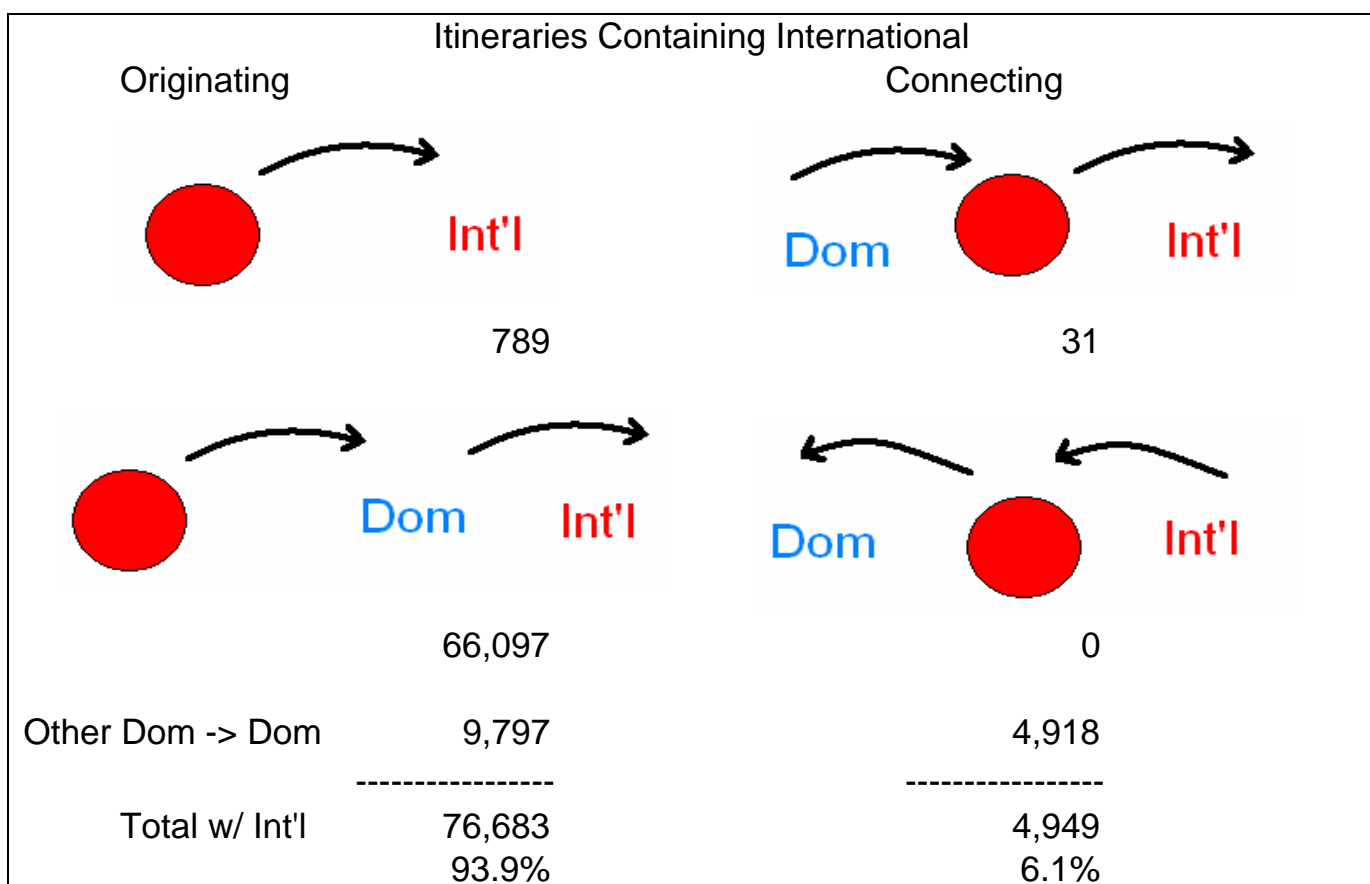 Itineraries Containing International
Originating Connecting
Int'l Dom Int'l
789 31
Dom Int'l Dom Int'l
66,097 0
Other Dom -> Dom 9,797 4,918
----------------- -----------------
Total w/ Int'l 76,683 4,949
93.9% 6.1%